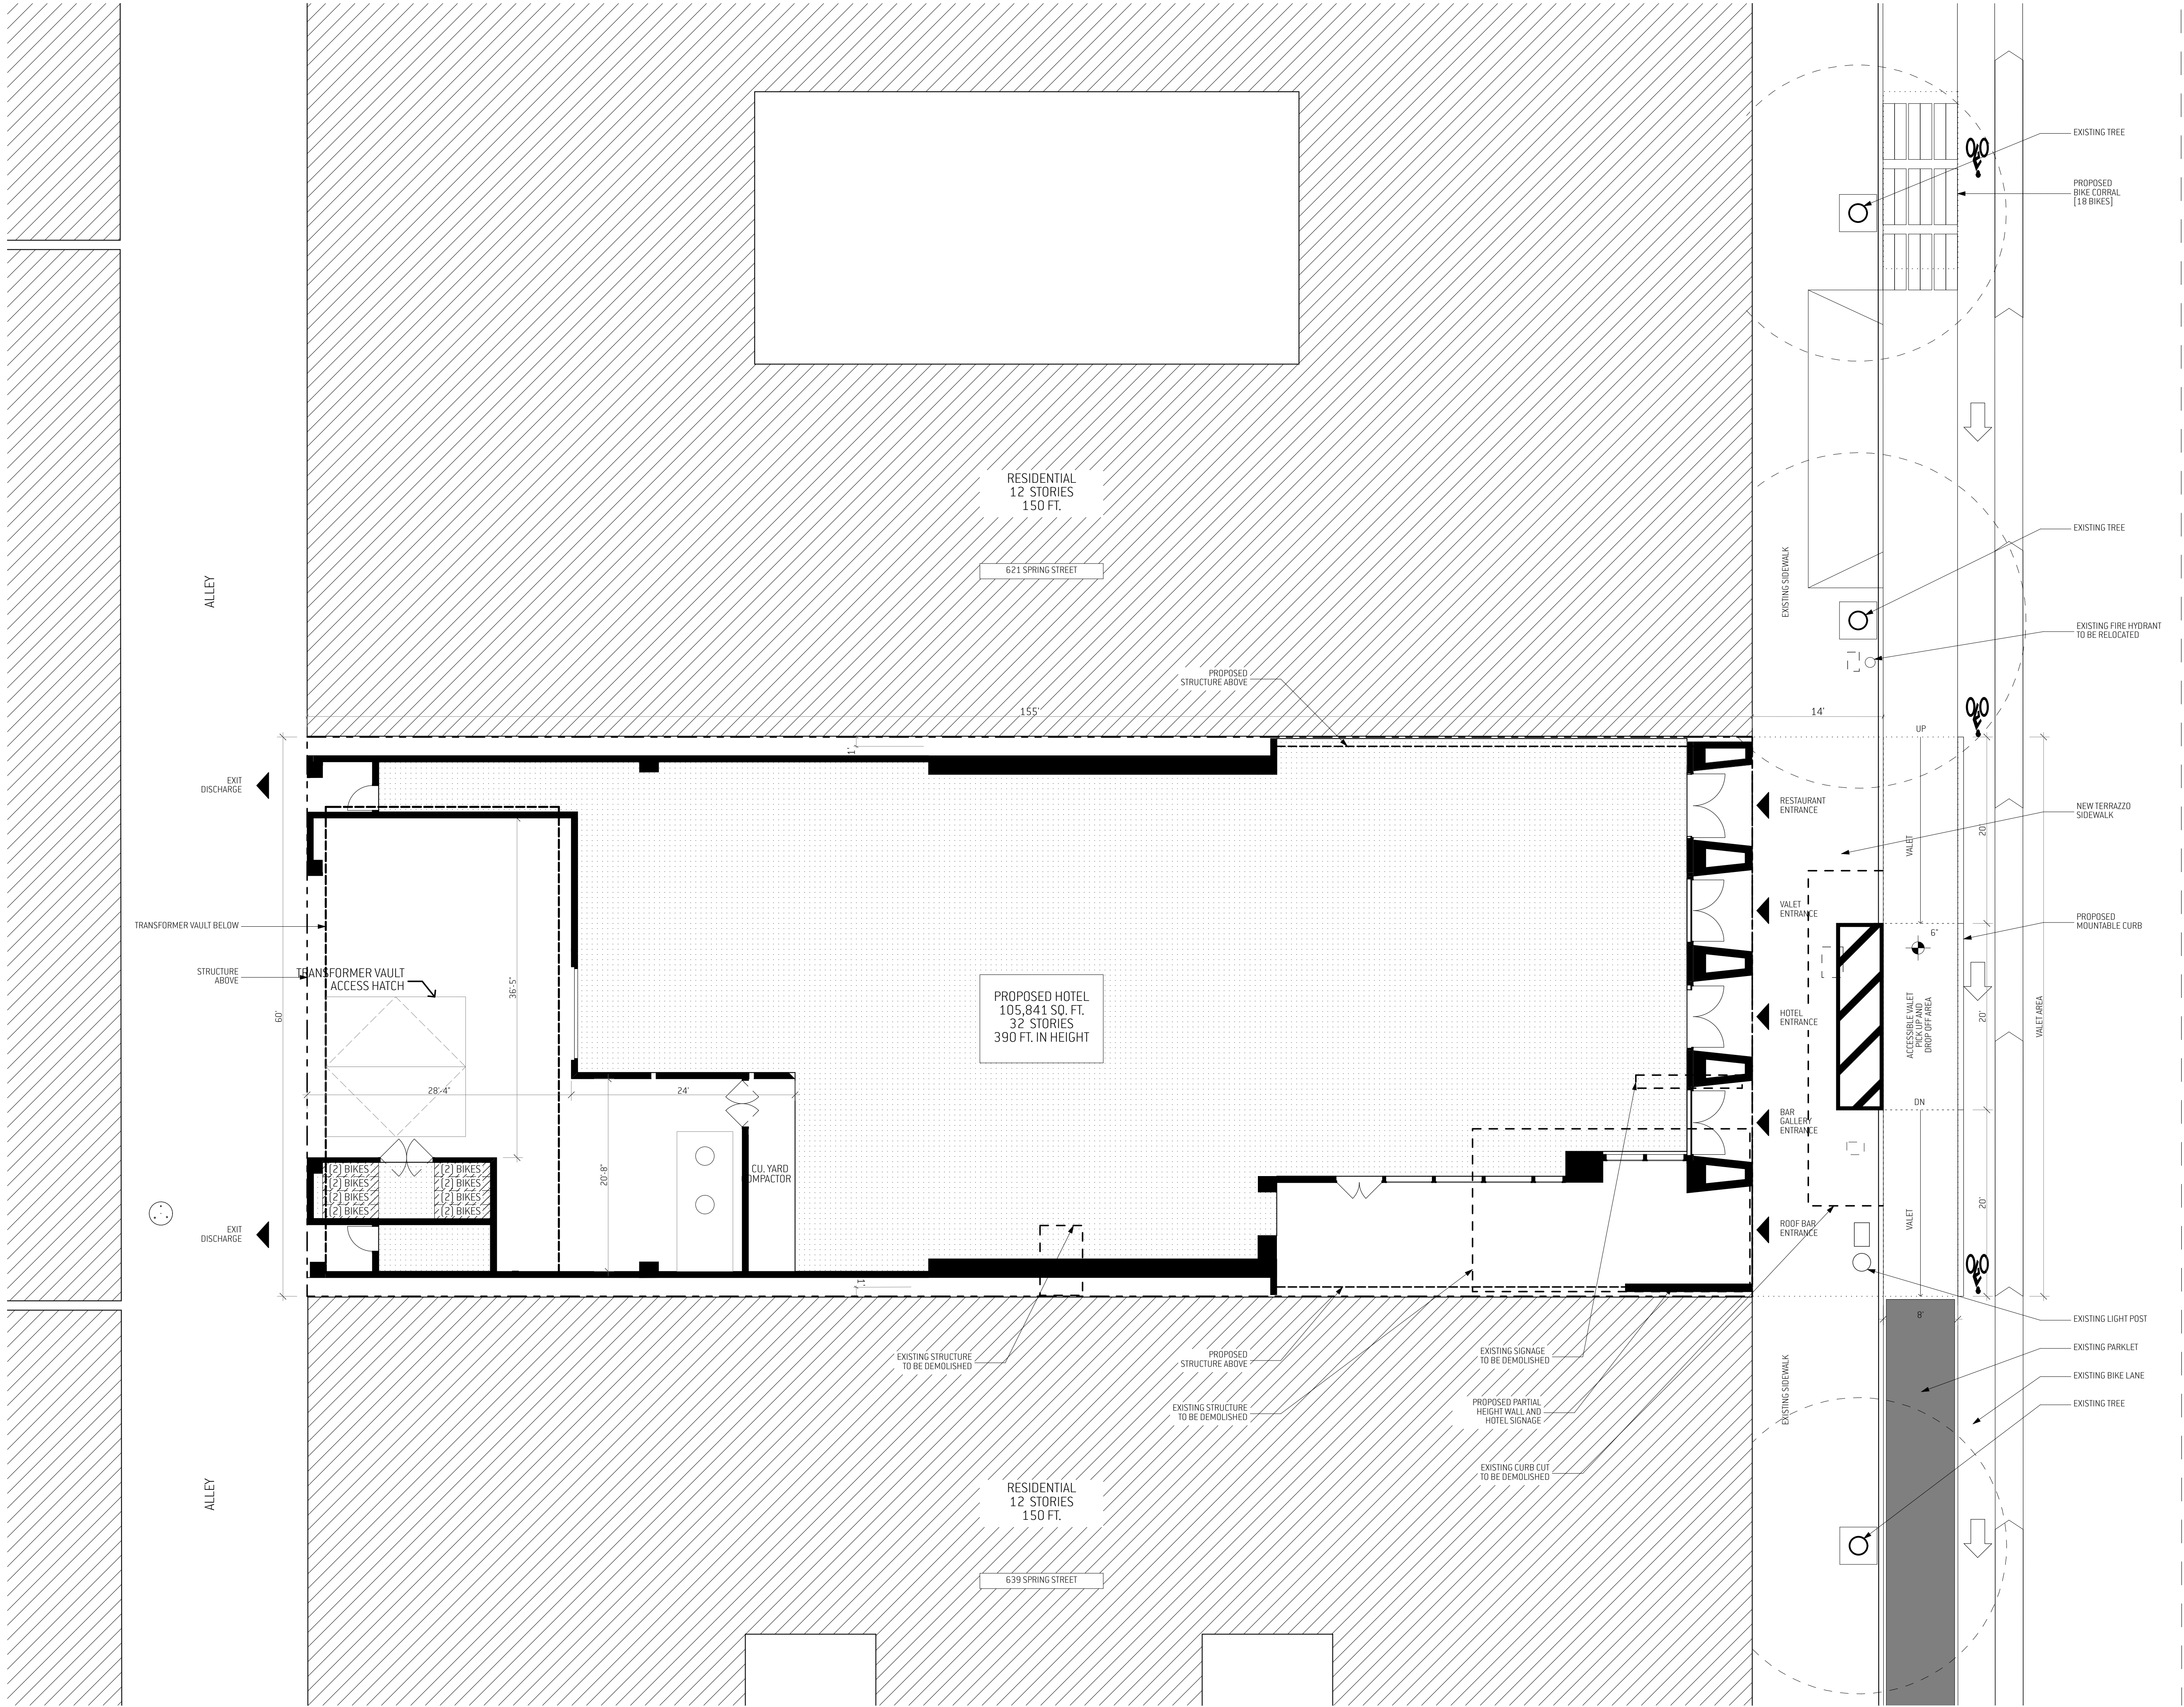 EXISTING TREE
PROPOSED
BIKE CORRAL
[18 BIKES]
RESIDENTIAL
12 STORIES
150 FT.
621 SPRING STREET
ALLEY
EXISTING SIDEWALK
EXISTING TREE
EXISTING FIRE HYDRANT
TO BE RELOCATED
PROPOSED
STRUCTURE ABOVE
155'
14'
1'
UP
EXIT
DISCHARGE
RESTAURANT
ENTRANCE
VALET
20'
NEW TERRAZZO
SIDEWALK
VALET
ENTRANCE
PROPOSED
MOUNTABLE CURB
6"
TRANSFORMER VAULT BELOW
STRUCTURE
ABOVE
TRANSFORMER VAULT
ACCESS HATCH
36'-5"
60'
PROPOSED HOTEL
105,841 SQ. FT.
32 STORIES
390 FT. IN HEIGHT
HOTEL
ENTRANCE
ACCESSIBLE VALET
PICK UP AND
DROP OFF AREA
20'
VALET AREA
28'-4"
24'
DN
BAR
GALLERY
ENTRANCE
20'-8"
CU. YARD
OMPACTOR
(2) BIKES
(2) BIKES
(2) BIKES
(2) BIKES
(2) BIKES
(2) BIKES
(2) BIKES
(2) BIKES
EXIT
DISCHARGE
ROOF BAR
ENTRANCE
VALET
20'
1'
8'
EXISTING LIGHT POST
EXISTING PARKLET
EXISTING BIKE LANE
EXISTING TREE
EXISTING STRUCTURE
TO BE DEMOLISHED
PROPOSED
STRUCTURE ABOVE
EXISTING SIGNAGE
TO BE DEMOLISHED
EXISTING STRUCTURE
TO BE DEMOLISHED
PROPOSED PARTIAL
HEIGHT WALL AND
HOTEL SIGNAGE
EXISTING CURB CUT
TO BE DEMOLISHED
EXISTING SIDEWALK
ALLEY
RESIDENTIAL
12 STORIES
150 FT.
639 SPRING STREET